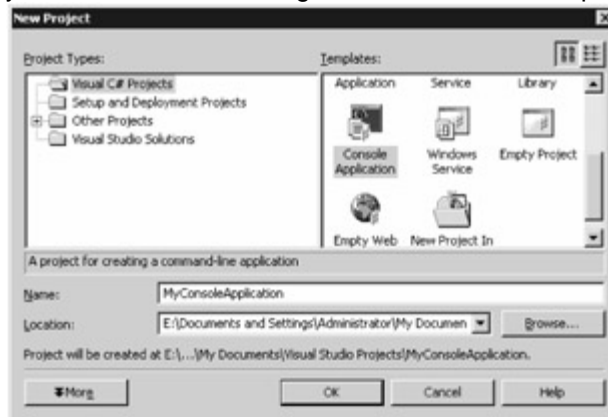 New Project
Project Types:
Templates:
Visual C# Projects
Setup and Deployment Projects
Other Projects
Visual Studio Solutions
Application Service Library
Console Application
Windows Service
Empty Project
Empty Web New Project In
A project for creating a command-line application
Name: MyConsoleApplication
Location: E:\Documents and Settings\Administrator\My Documen Browse...
Project will be created at E:\...\My Documents\Visual Studio Projects\MyConsoleApplication.
More OK Cancel Help